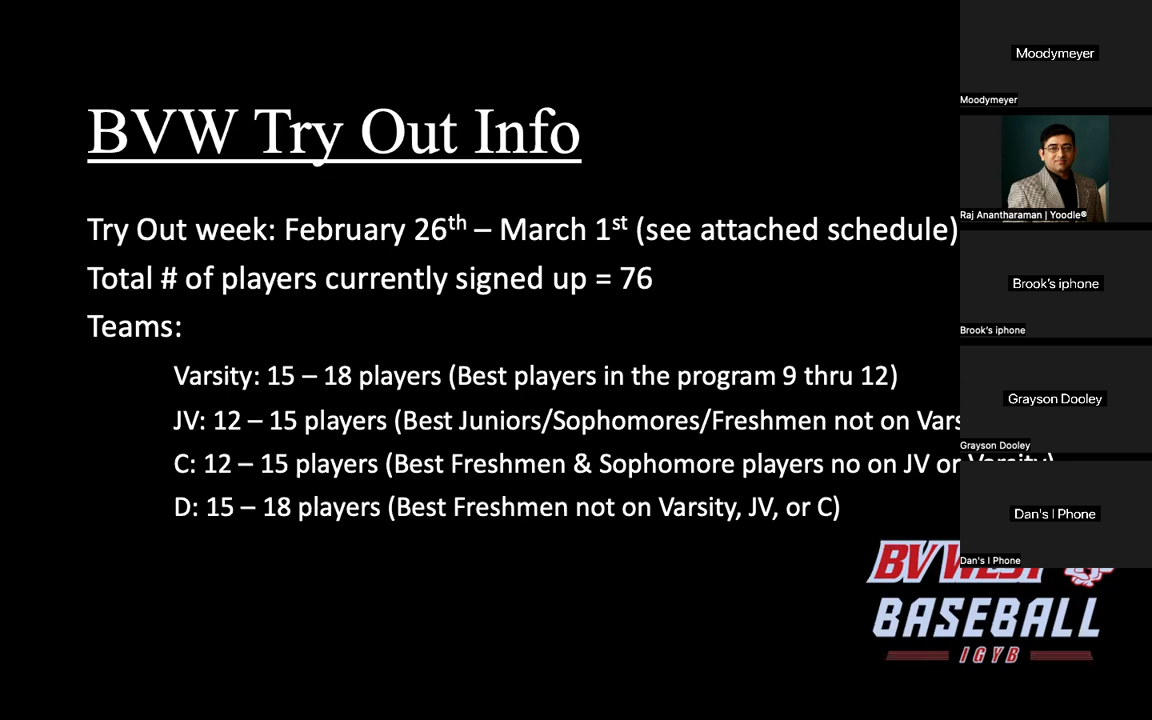 BVW Try Out Info
Try Out week: February 26th – March 1st (see attached schedule)
Total # of players currently signed up = 76
Teams:
Varsity: 15 – 18 players (Best players in the program 9 thru 12)
JV: 12 – 15 players (Best Juniors/Sophomores/Freshmen not on Vars
C: 12 – 15 players (Best Freshmen & Sophomore players no on JV or Varsity)
D: 15 – 18 players (Best Freshmen not on Varsity, JV, or C)
BV WEST
BASEBALL
IGYB
Moodymeyer
Moodymeyer
Raj Anantharaman | Yoodle®
Brook's iphone
Brook's iphone
Grayson Dooley
Grayson Dooley
Dan's I Phone
Dan's I Phone